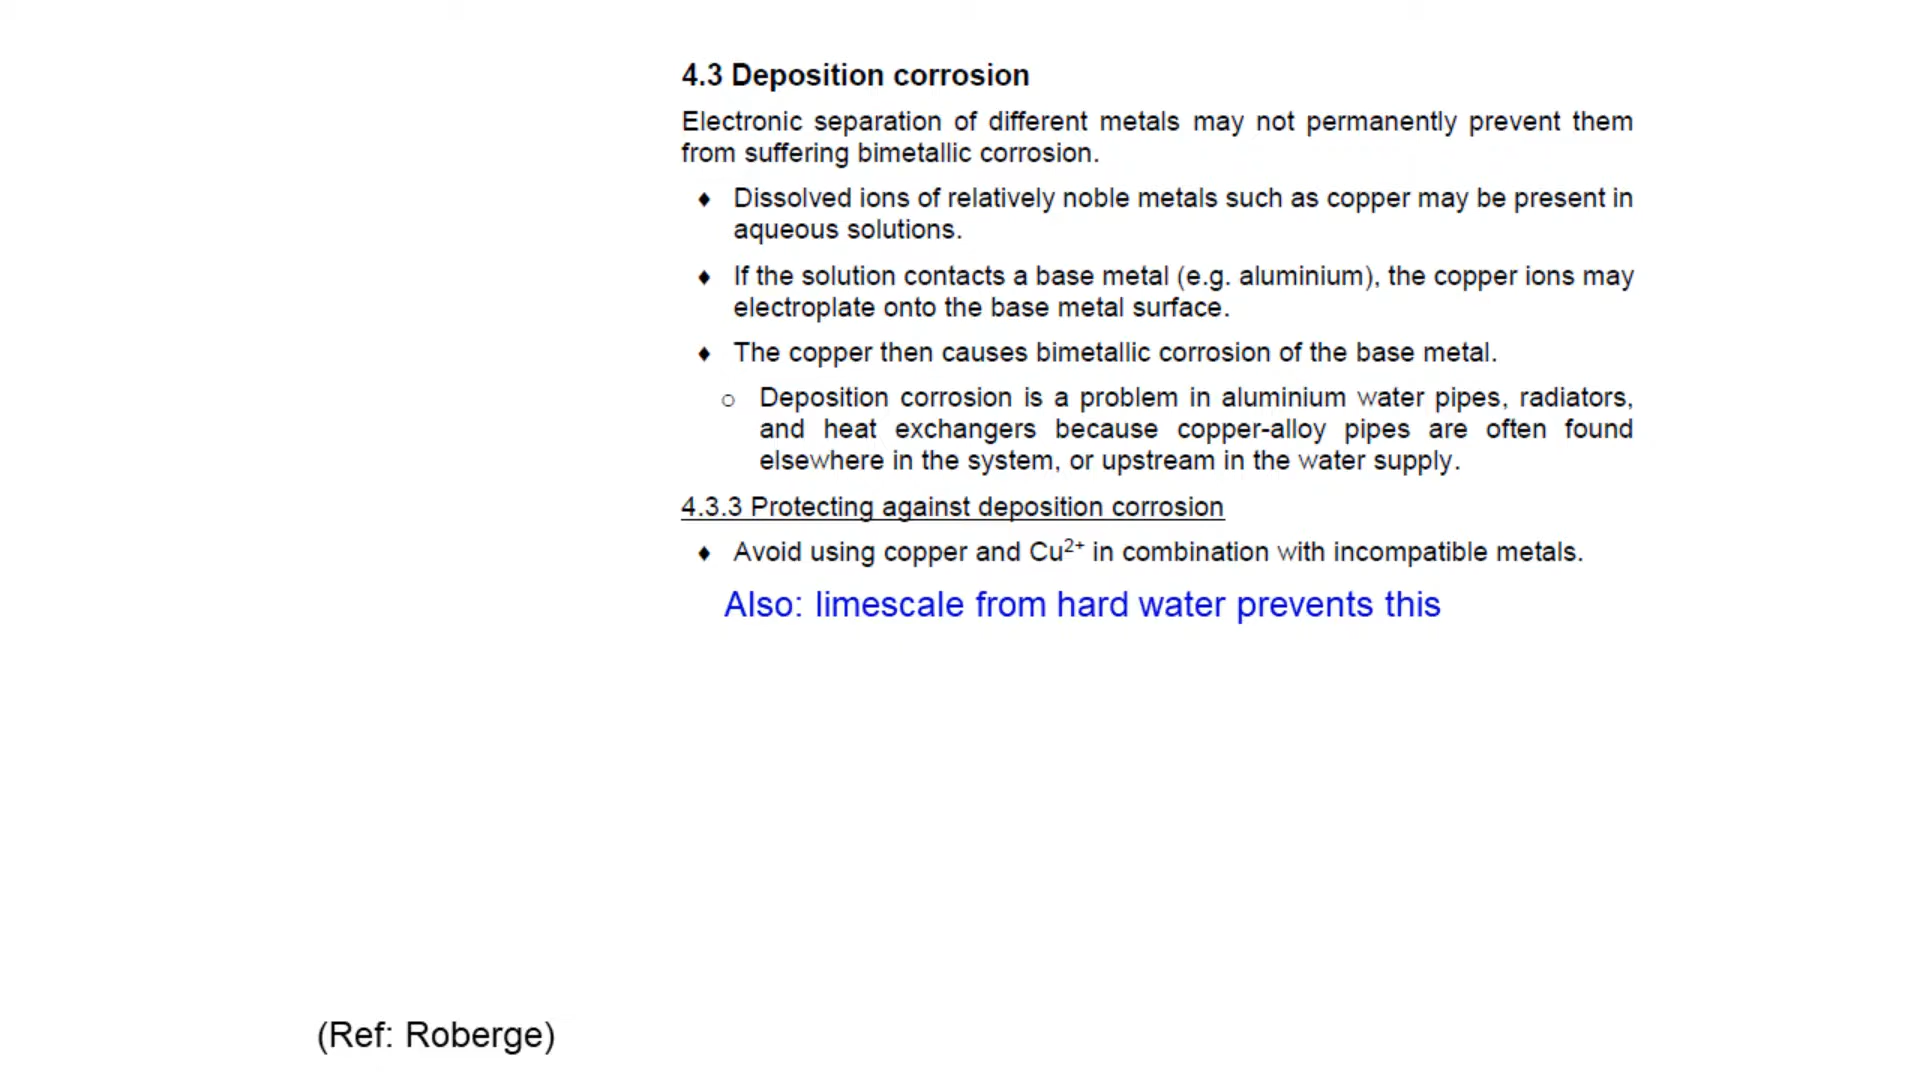 4.3 Deposition corrosion
Electronic separation of different metals may not permanently prevent them
from suffering bimetallic corrosion.
♦ Dissolved ions of relatively noble metals such as copper may be present in
aqueous solutions.
♦ If the solution contacts a base metal (e.g. aluminium), the copper ions may
electroplate onto the base metal surface.
♦ The copper then causes bimetallic corrosion of the base metal.
○ Deposition corrosion is a problem in aluminium water pipes, radiators,
and heat exchangers because copper-alloy pipes are often found
elsewhere in the system, or upstream in the water supply.
4.3.3 Protecting against deposition corrosion
♦ Avoid using copper and Cu²⁺ in combination with incompatible metals.
Also: limescale from hard water prevents this
(Ref: Roberge)